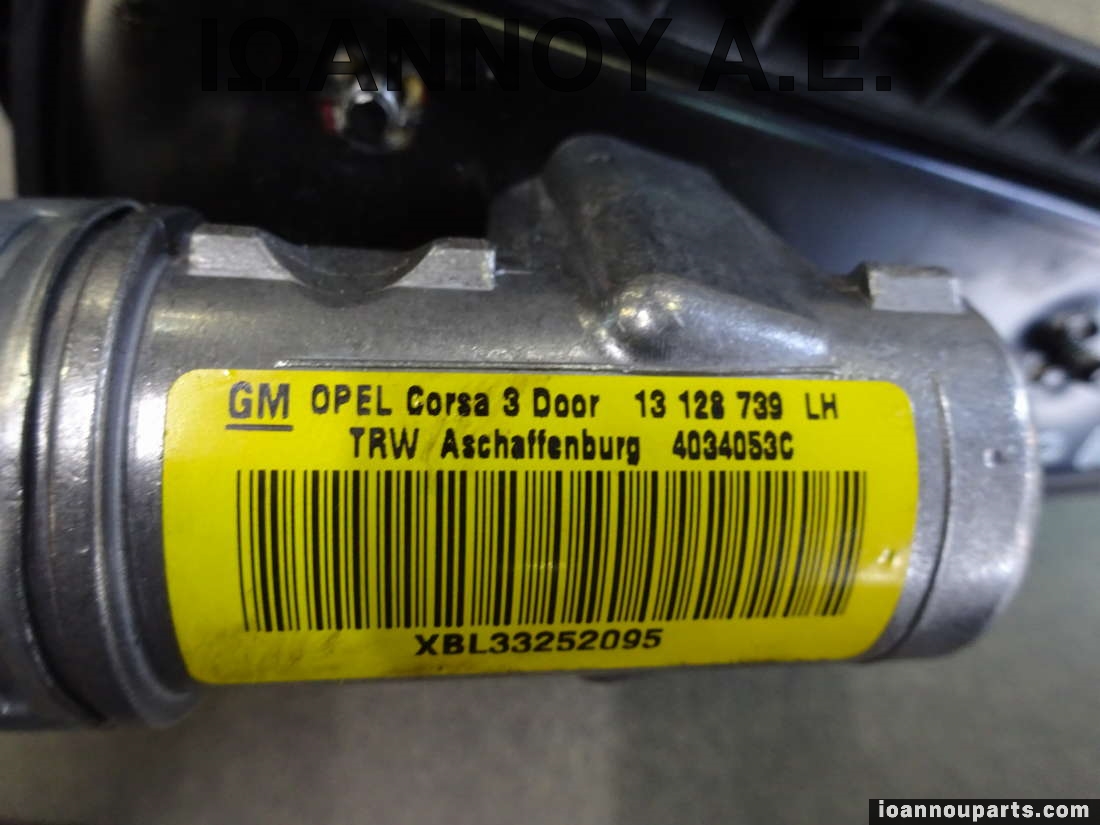 ΙΩΑΝΝΟΥ Α.Ε.
GM OPEL Corsa 3 Door 13 128 739 LH
TRW Aschaffenburg 4034053C
XBL33252095
ioannouparts.com